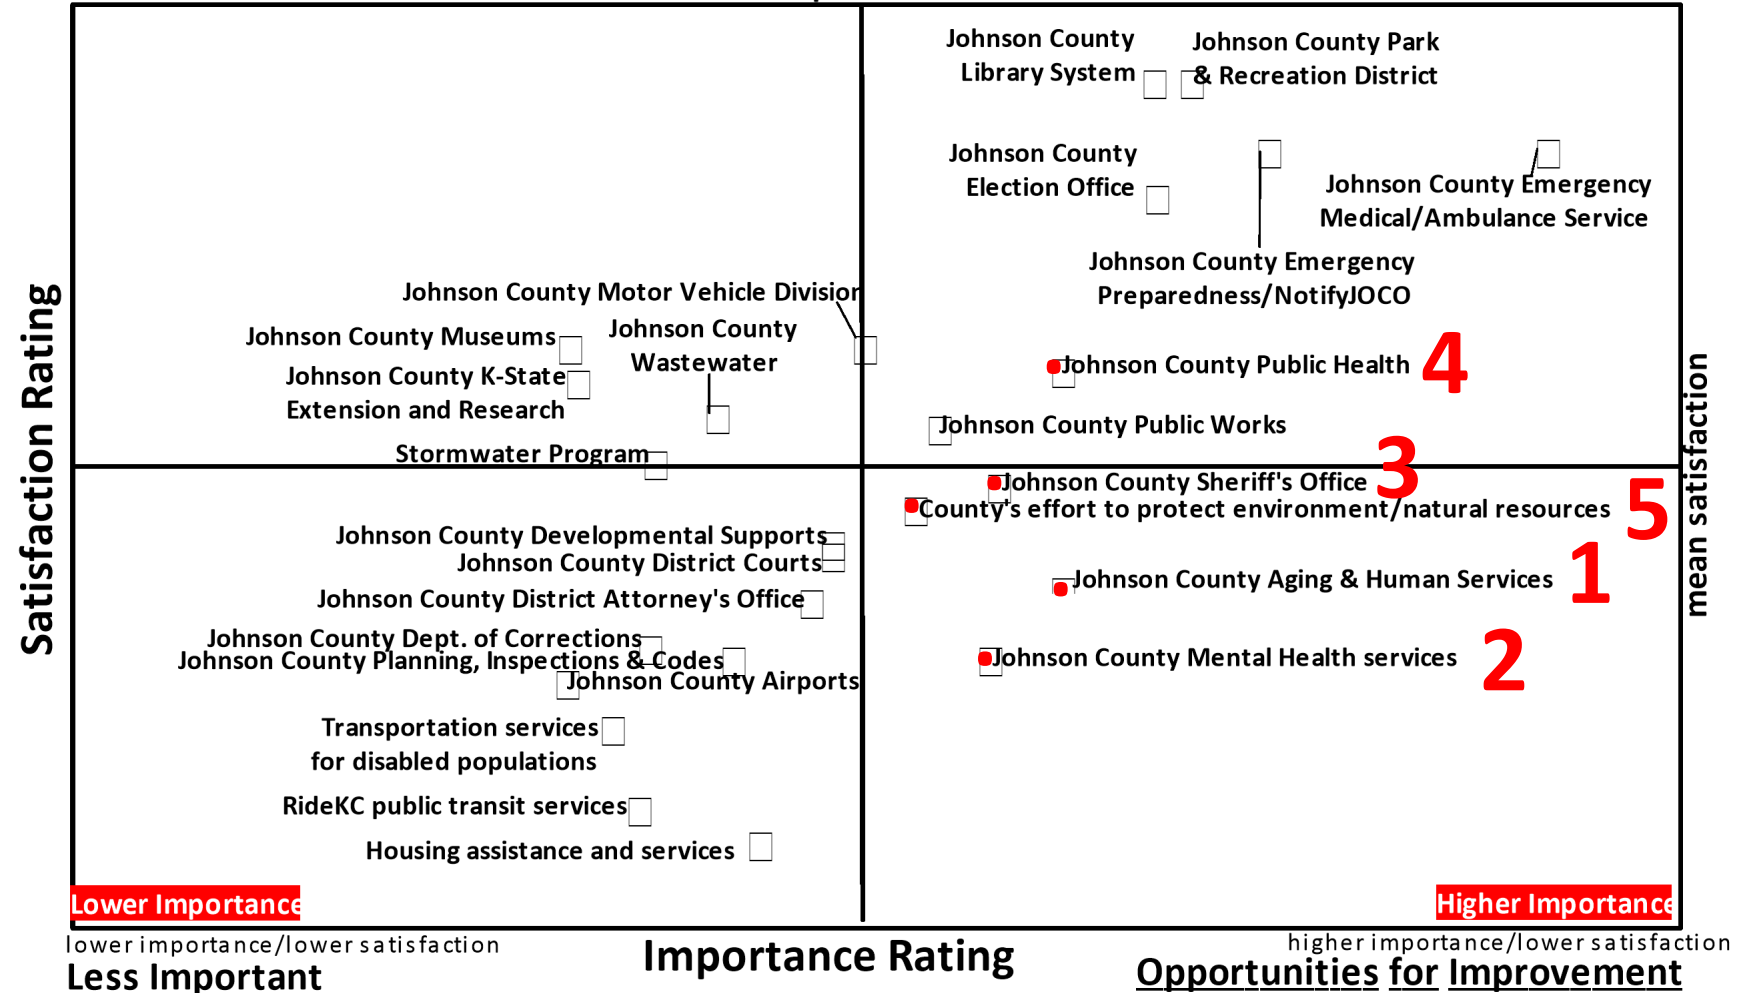 Johnson County
Library System
Johnson County Park
& Recreation District
Johnson County
Election Office
Johnson County Emergency
Medical/Ambulance Service
Johnson County Emergency
Preparedness/NotifyJOCO
Johnson County Motor Vehicle Division
Johnson County Museums
Johnson County
Wastewater
Johnson County K-State
Extension and Research
Stormwater Program
Johnson County Public Health 4
Johnson County Public Works
Johnson County Sheriff's Office 3
County's effort to protect environment/natural resources 5
Johnson County Aging & Human Services 1
Johnson County Mental Health services 2
Johnson County Developmental Supports
Johnson County District Courts
Johnson County District Attorney's Office
Johnson County Dept. of Corrections
Johnson County Planning, Inspections & Codes
Johnson County Airports
Transportation services
for disabled populations
RideKC public transit services
Housing assistance and services
Satisfaction Rating
mean satisfaction
Lower Importance
Higher Importance
lower importance/lower satisfaction
Less Important
Importance Rating
higher importance/lower satisfaction
Opportunities for Improvement